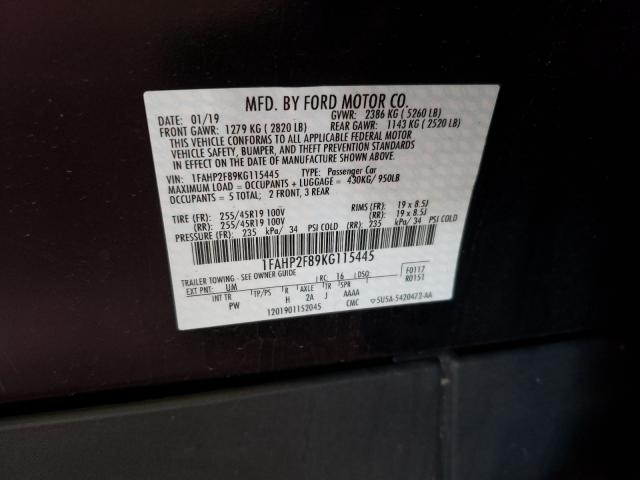 MFD. BY FORD MOTOR CO.
DATE: 01/19 GVWR: 2386 KG ( 5260 LB)
FRONT GAWR: 1279 KG ( 2820 LB) REAR GAWR: 1143 KG ( 2520 LB)
THIS VEHICLE CONFORMS TO ALL APPLICABLE FEDERAL MOTOR
VEHICLE SAFETY, BUMPER, AND THEFT PREVENTION STANDARDS
IN EFFECT ON THE DATE OF MANUFACTURE SHOWN ABOVE.
VIN: 1FAHP2F89KG115445 TYPE: Passenger Car
MAXIMUM LOAD = OCCUPANTS + LUGGAGE = 430KG/ 950LB
OCCUPANTS = 5 TOTAL; 2 FRONT, 3 REAR
TIRE (FR): 255/45R19 100V RIMS (FR): 19 x 8.5J
(RR): 255/45R19 100V (RR): 19 x 8.5J
PRESSURE (FR): 235 kPa/ 34 PSI COLD (RR): 235 kPa/ 34 PSI COLD
1FAHP2F89KG115445
TRAILER TOWING - SEE OWNER GUIDE
EXT PNT: UM RC: 16 DSO: F0117
INT TR TP/PS R AXLE TR SPR R0151
PW H 2A J AAAA
1201901152045 CMC 5U5A-5420472-AA